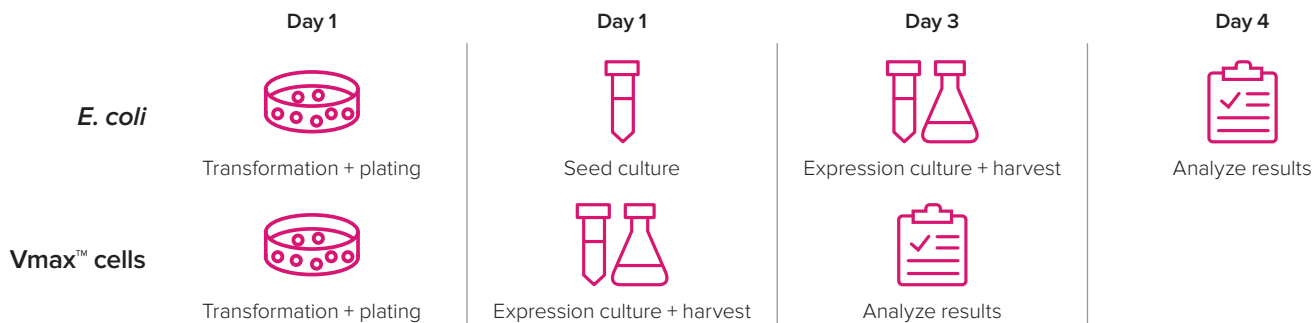 Day 1 Day 1 Day 3 Day 4
E. coli
Transformation + plating Seed culture Expression culture + harvest Analyze results
Vmax™ cells
Transformation + plating Expression culture + harvest Analyze results